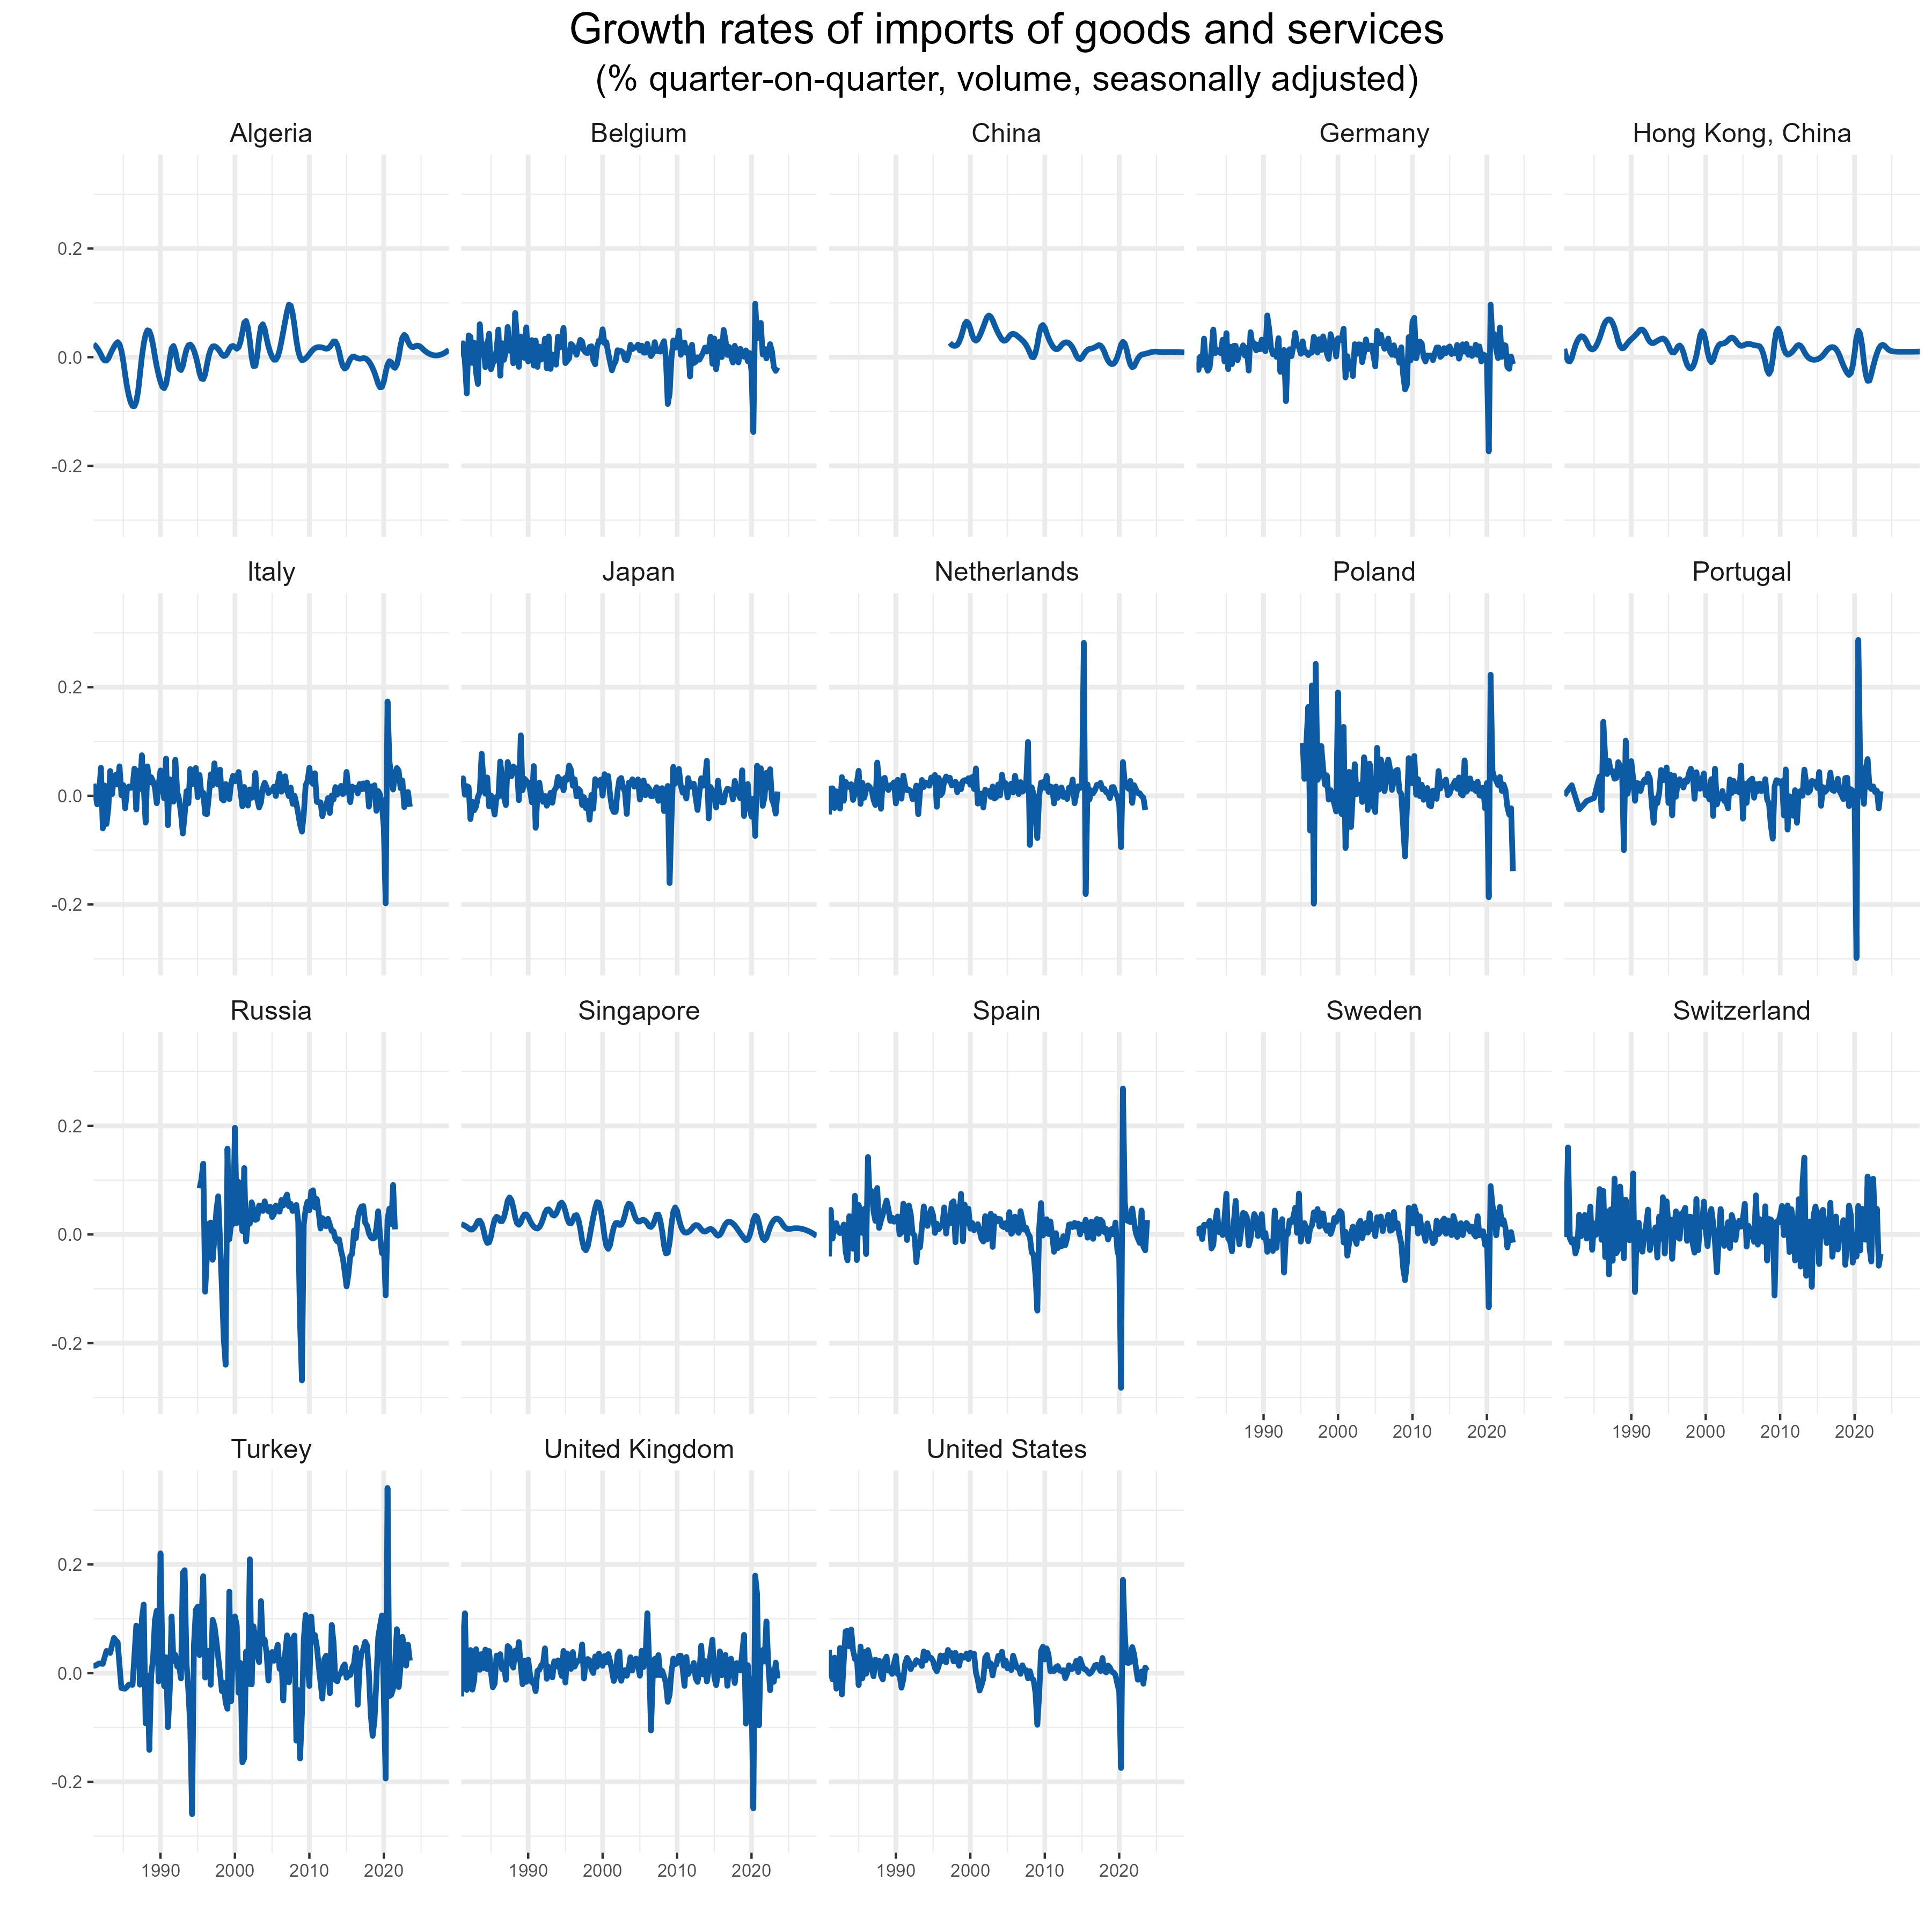 Growth rates of imports of goods and services
(% quarter-on-quarter, volume, seasonally adjusted)
Algeria Belgium China Germany Hong Kong, China
0.2
0.0
-0.2
Italy Japan Netherlands Poland Portugal
0.2
0.0
-0.2
Russia Singapore Spain Sweden Switzerland
0.2
0.0
-0.2
1990 2000 2010 2020 1990 2000 2010 2020
Turkey United Kingdom United States
0.2
0.0
-0.2
1990 2000 2010 2020 1990 2000 2010 2020 1990 2000 2010 2020